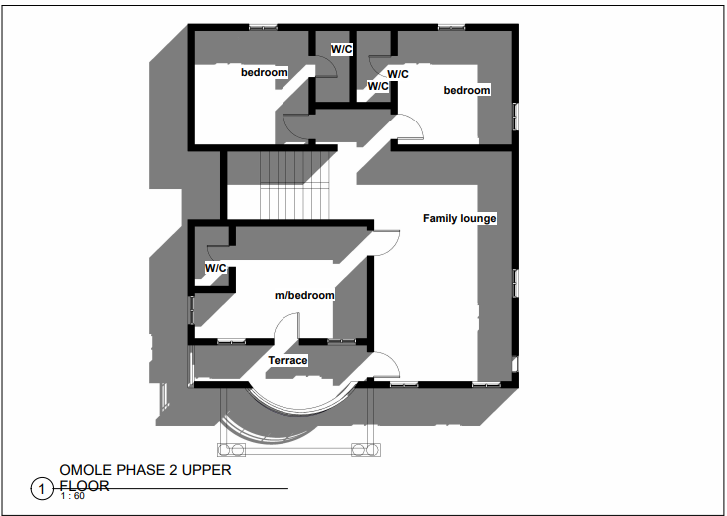 W/C
bedroom
W/C
W/C
bedroom
Family lounge
W/C
m/bedroom
Terrace
1
OMOLE PHASE 2 UPPER
FLOOR
1 : 60